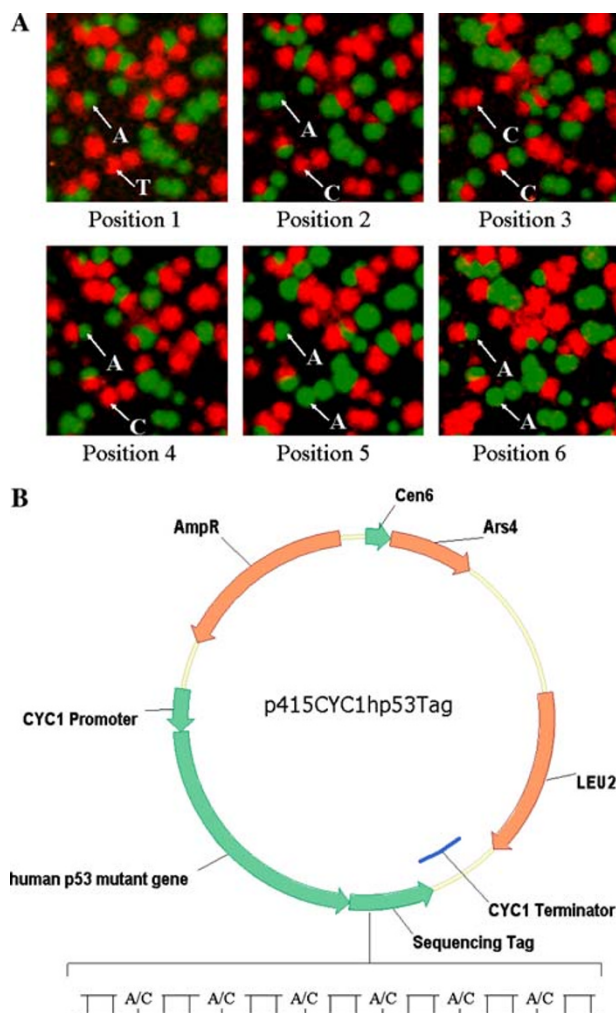 A
A
T
Position 1
A
C
Position 2
C
C
Position 3
A
C
Position 4
A
A
Position 5
A
A
Position 6
B
Cen6
AmpR
Ars4
p415CYC1hp53Tag
CYC1 Promoter
LEU2
human p53 mutant gene
CYC1 Terminator
Sequencing Tag
A/C A/C A/C A/C A/C A/C